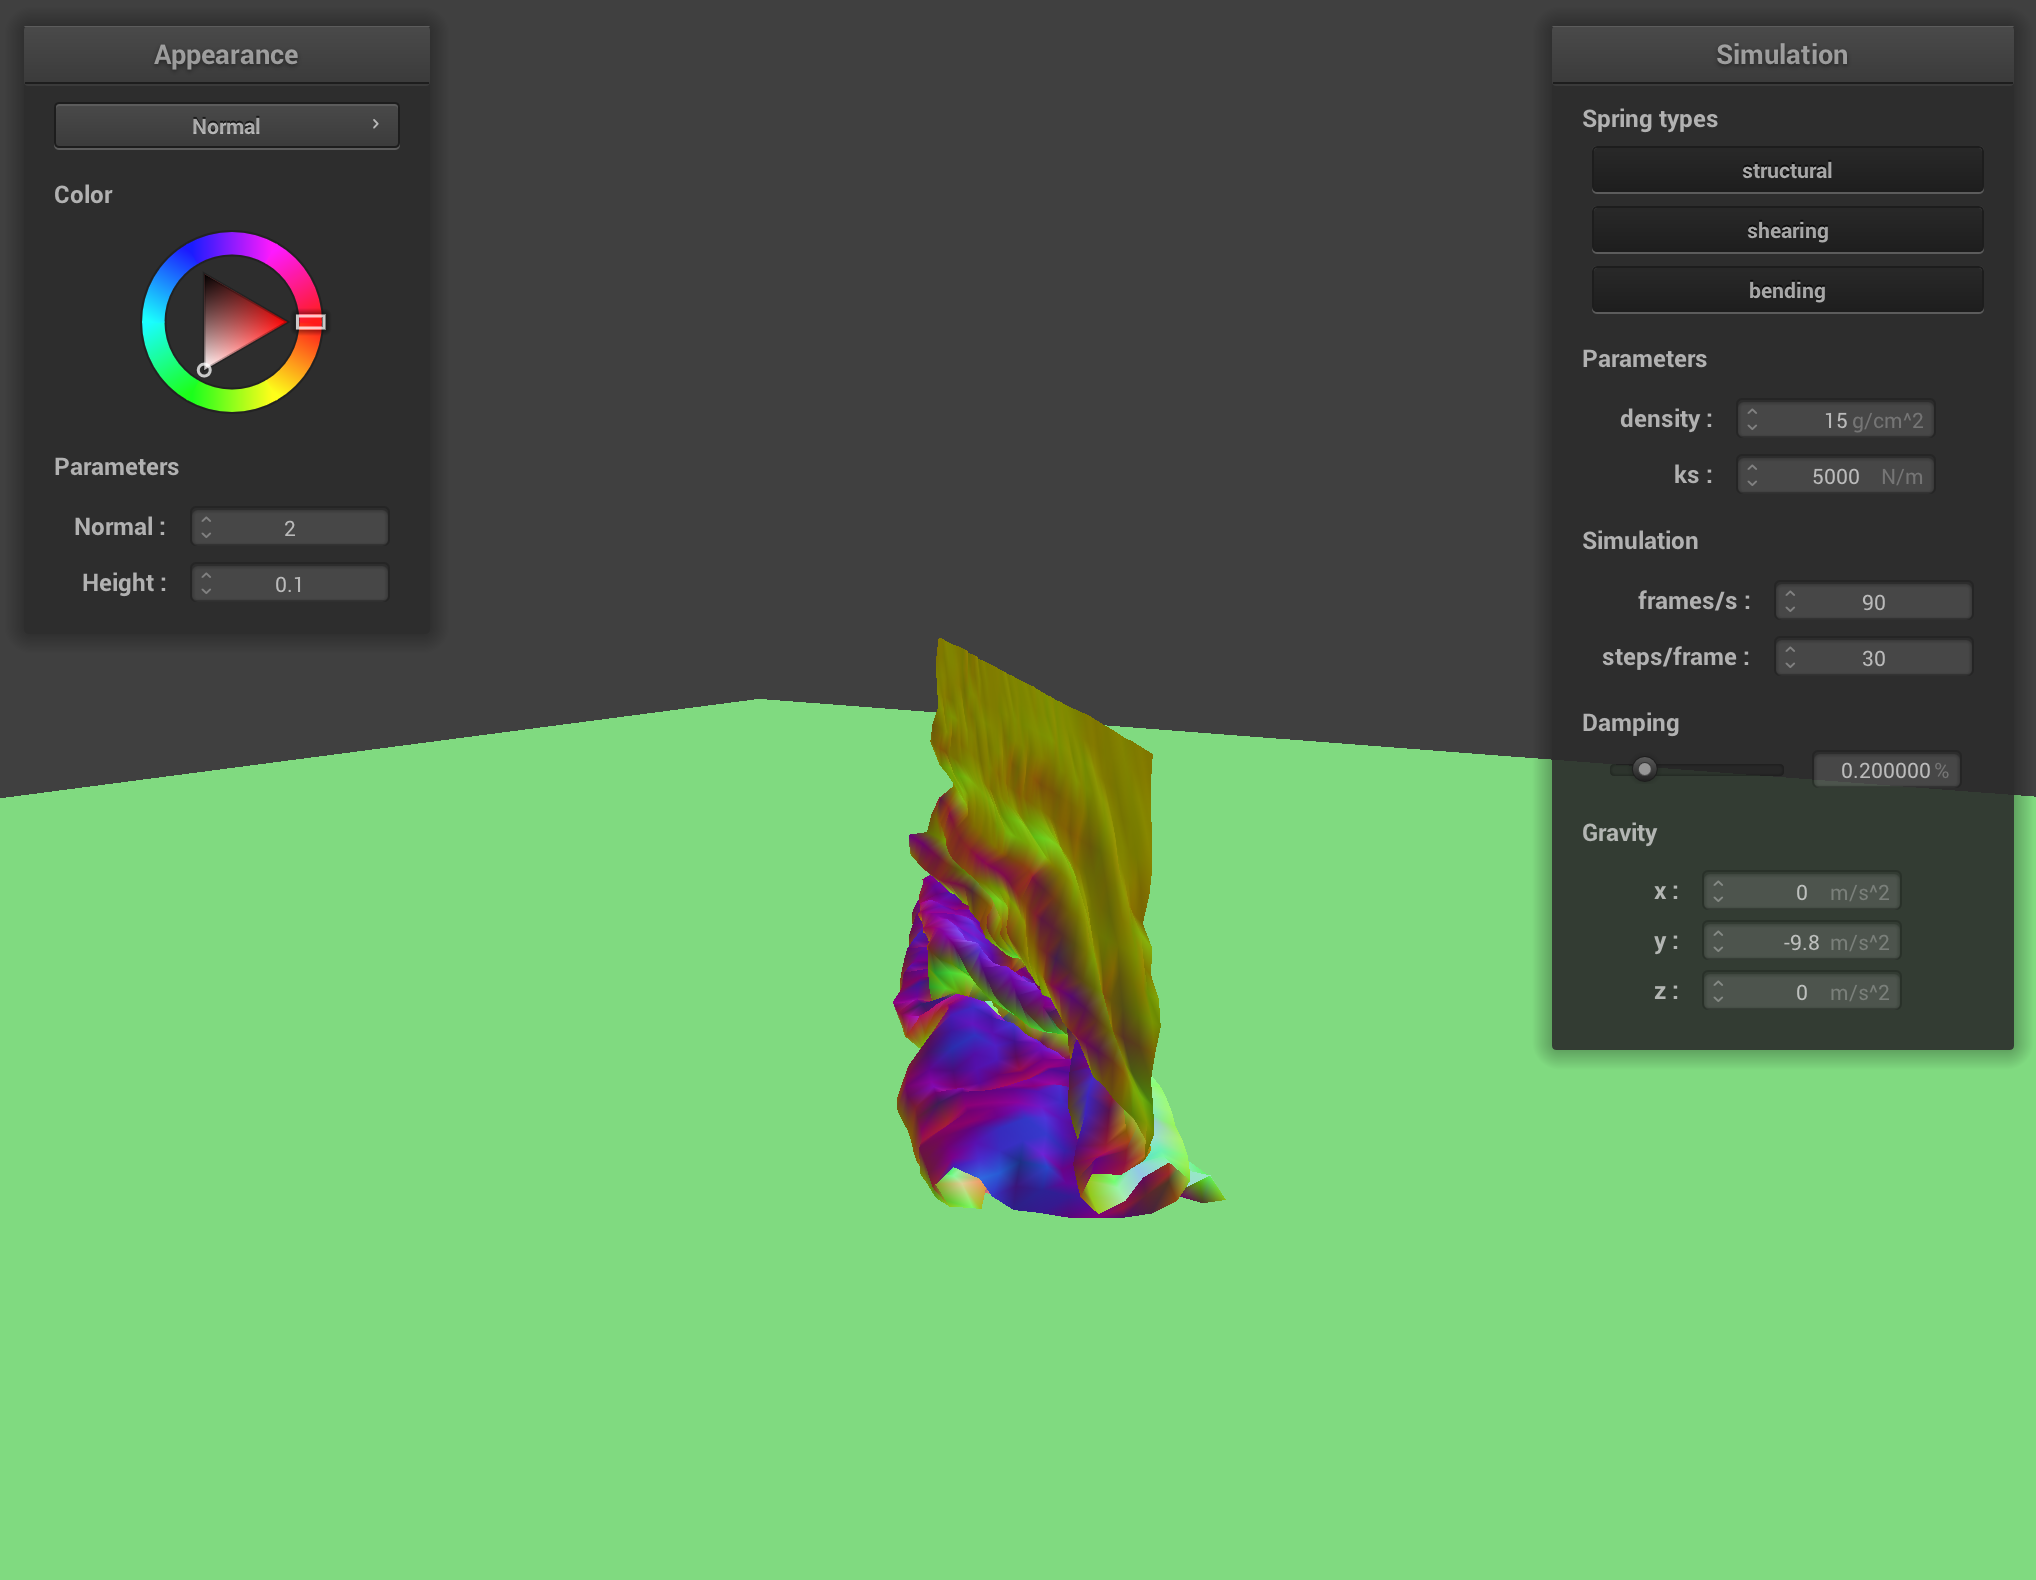 Appearance
Normal
Color
Parameters
Normal : 2
Height : 0.1
Simulation
Spring types
structural
shearing
bending
Parameters
density : 15 g/cm^2
ks : 5000 N/m
Simulation
frames/s : 90
steps/frame : 30
Damping
0.200000 %
Gravity
x : 0 m/s^2
y : -9.8 m/s^2
z : 0 m/s^2